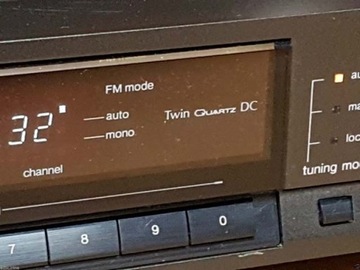 FM mode
auto
mono
Twin QUARTZ DC
32
channel
au
ma
loc
tuning mo
7 8 9 0